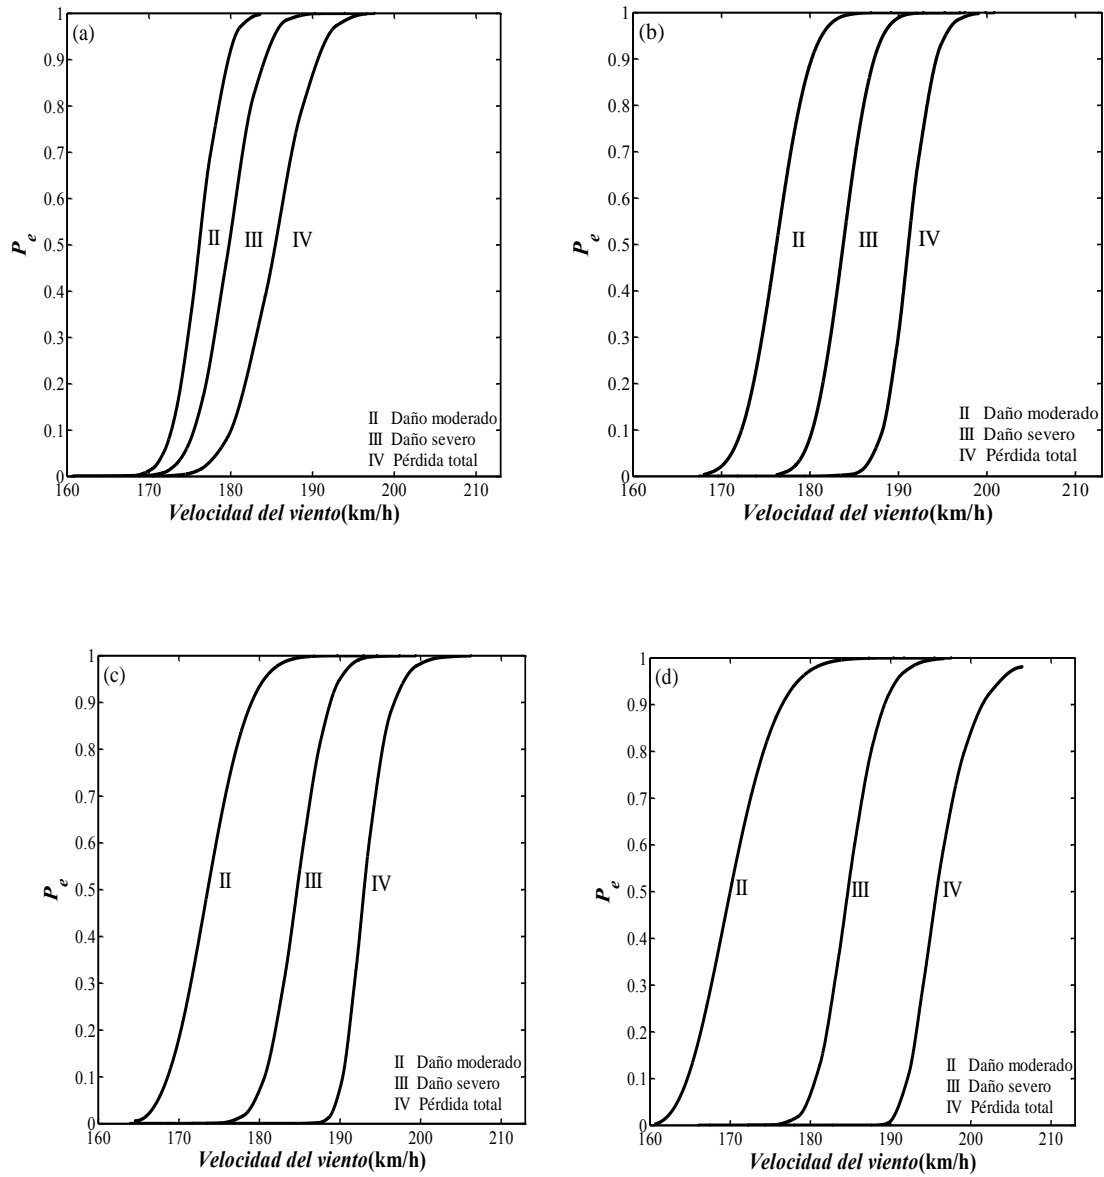 (a)
1
0.9
0.8
0.7
0.6
0.5
0.4
0.3
0.2
0.1
0
P e
II
III
IV
II Daño moderado
III Daño severo
IV Pérdida total
160 170 180 190 200 210
Velocidad del viento(km/h)
(b)
1
0.9
0.8
0.7
0.6
0.5
0.4
0.3
0.2
0.1
0
P e
II
III
IV
II Daño moderado
III Daño severo
IV Pérdida total
160 170 180 190 200 210
Velocidad del viento(km/h)
(c)
1
0.9
0.8
0.7
0.6
0.5
0.4
0.3
0.2
0.1
0
P e
II
III
IV
II Daño moderado
III Daño severo
IV Pérdida total
160 170 180 190 200 210
Velocidad del viento(km/h)
(d)
1
0.9
0.8
0.7
0.6
0.5
0.4
0.3
0.2
0.1
0
P e
II
III
IV
II Daño moderado
III Daño severo
IV Pérdida total
160 170 180 190 200 210
Velocidad del viento(km/h)